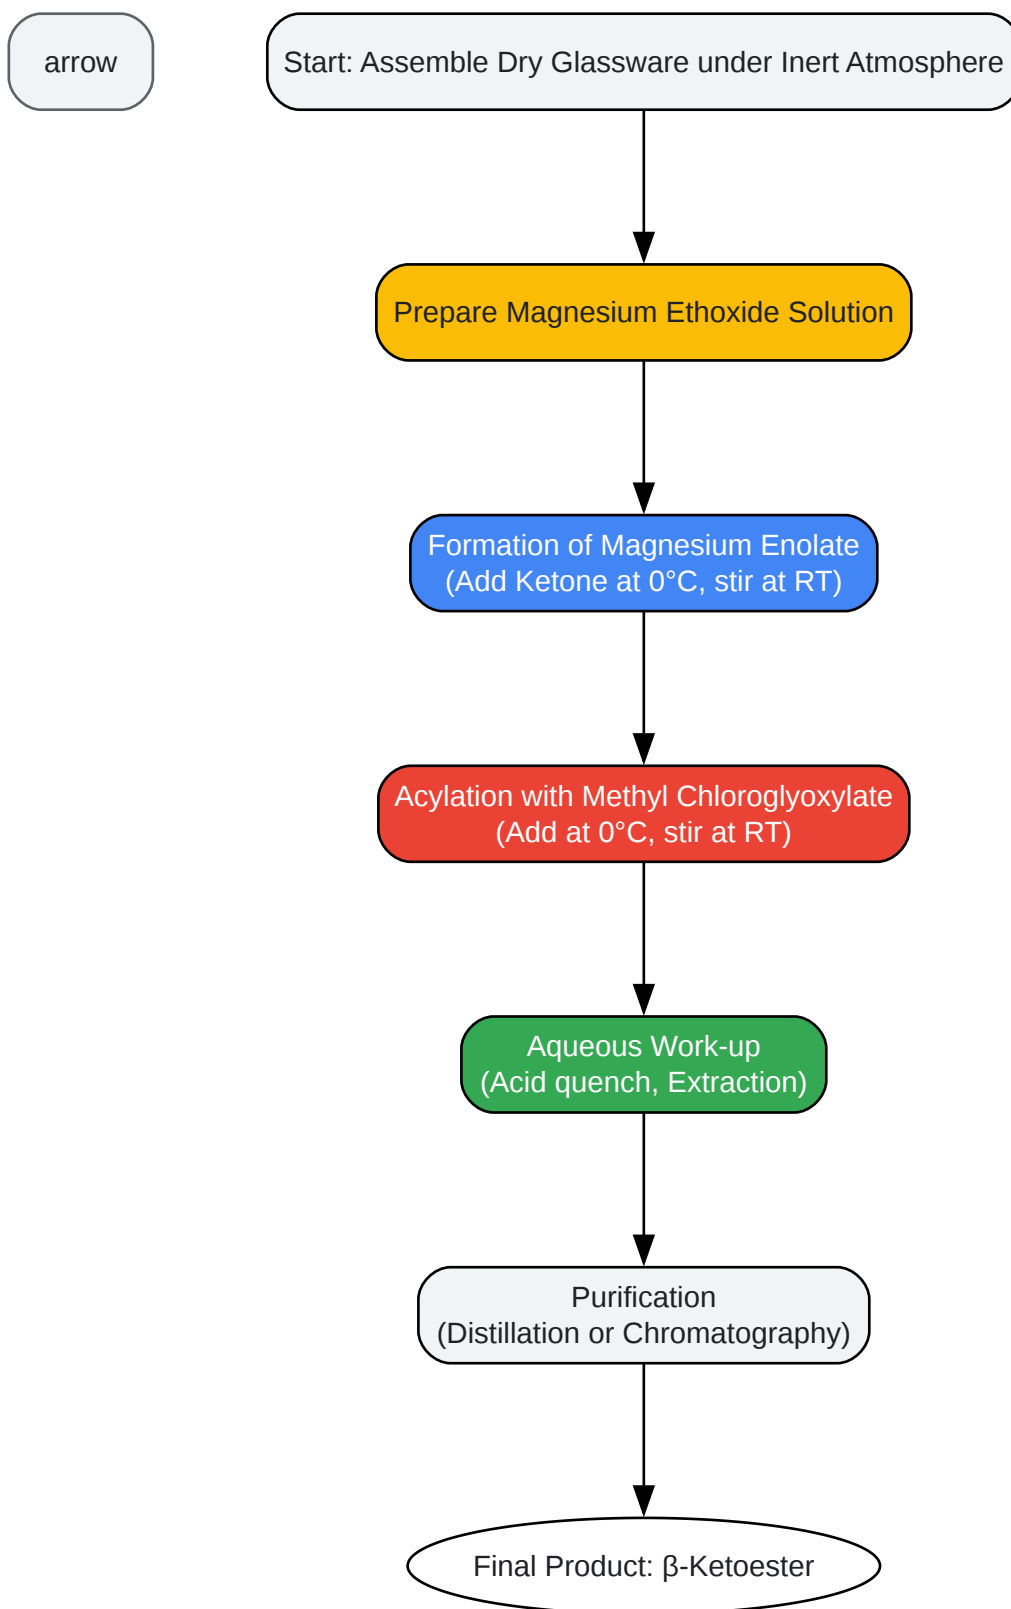 arrow
Start: Assemble Dry Glassware under Inert Atmosphere
Prepare Magnesium Ethoxide Solution
Formation of Magnesium Enolate
(Add Ketone at 0°C, stir at RT)
Acylation with Methyl Chloroglyoxylate
(Add at 0°C, stir at RT)
Aqueous Work-up
(Acid quench, Extraction)
Purification
(Distillation or Chromatography)
Final Product: β-Ketoester